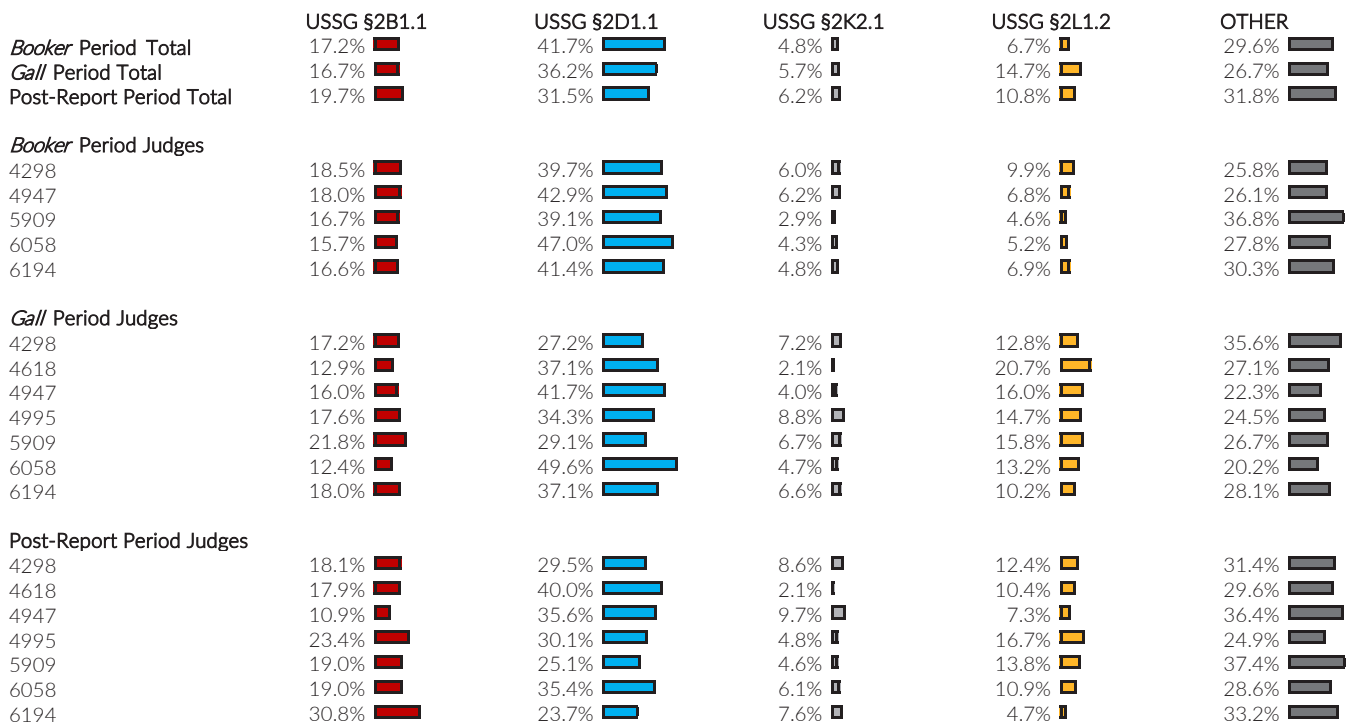 USSG §2B1.1 USSG §2D1.1 USSG §2K2.1 USSG §2L1.2 OTHER
Booker Period Total 17.2% 41.7% 4.8% 6.7% 29.6%
Gall Period Total 16.7% 36.2% 5.7% 14.7% 26.7%
Post-Report Period Total 19.7% 31.5% 6.2% 10.8% 31.8%
Booker Period Judges
4298 18.5% 39.7% 6.0% 9.9% 25.8%
4947 18.0% 42.9% 6.2% 6.8% 26.1%
5909 16.7% 39.1% 2.9% 4.6% 36.8%
6058 15.7% 47.0% 4.3% 5.2% 27.8%
6194 16.6% 41.4% 4.8% 6.9% 30.3%
Gall Period Judges
4298 17.2% 27.2% 7.2% 12.8% 35.6%
4618 12.9% 37.1% 2.1% 20.7% 27.1%
4947 16.0% 41.7% 4.0% 16.0% 22.3%
4995 17.6% 34.3% 8.8% 14.7% 24.5%
5909 21.8% 29.1% 6.7% 15.8% 26.7%
6058 12.4% 49.6% 4.7% 13.2% 20.2%
6194 18.0% 37.1% 6.6% 10.2% 28.1%
Post-Report Period Judges
4298 18.1% 29.5% 8.6% 12.4% 31.4%
4618 17.9% 40.0% 2.1% 10.4% 29.6%
4947 10.9% 35.6% 9.7% 7.3% 36.4%
4995 23.4% 30.1% 4.8% 16.7% 24.9%
5909 19.0% 25.1% 4.6% 13.8% 37.4%
6058 19.0% 35.4% 6.1% 10.9% 28.6%
6194 30.8% 23.7% 7.6% 4.7% 33.2%